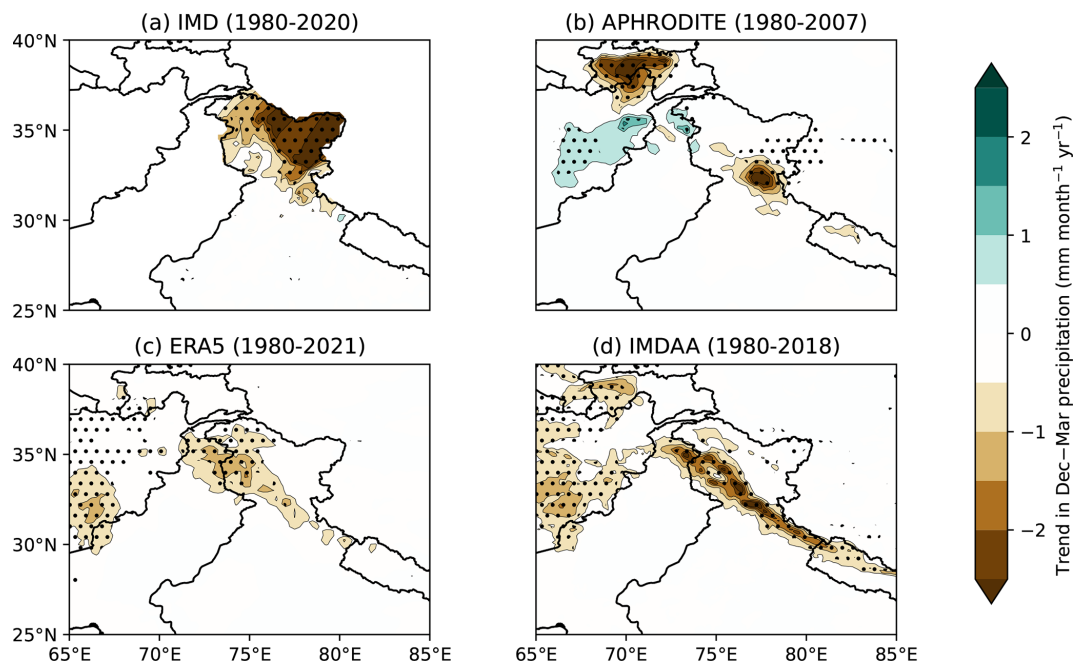 (a) IMD (1980-2020)
(b) APHRODITE (1980-2007)
40°N
35°N
30°N
25°N
(c) ERA5 (1980-2021)
(d) IMDAA (1980-2018)
40°N
35°N
30°N
25°N
65°E 70°E 75°E 80°E 85°E
65°E 70°E 75°E 80°E 85°E
2
1
0
−1
−2
Trend in Dec−Mar precipitation (mm month⁻¹ yr⁻¹)